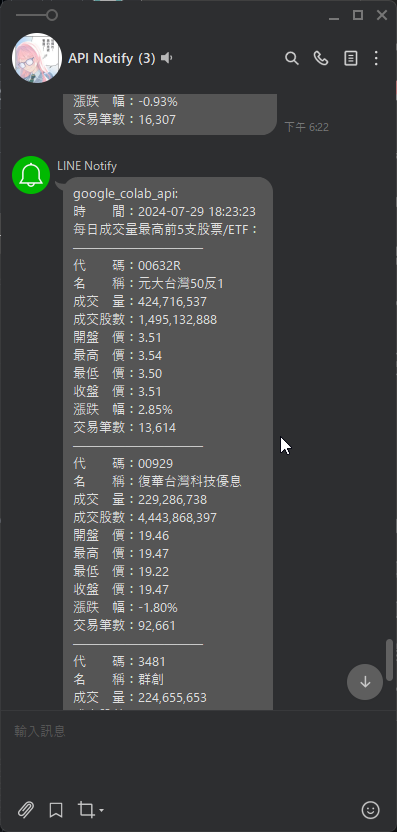 API Notify (3)
漲跌　幅：-0.93%
交易筆數：16,307
下午 6:22
LINE Notify
google_colab_api:
時　　間：2024-07-29 18:23:23
每日成交量最高前5支股票/ETF：
代　　碼：00632R
名　　稱：元大台灣50反1
成交　量：424,716,537
成交股數：1,495,132,888
開盤　價：3.51
最高　價：3.54
最低　價：3.50
收盤　價：3.51
漲跌　幅：2.85%
交易筆數：13,614
代　　碼：00929
名　　稱：復華台灣科技優息
成交　量：229,286,738
成交股數：4,443,868,397
開盤　價：19.46
最高　價：19.47
最低　價：19.22
收盤　價：19.47
漲跌　幅：-1.80%
交易筆數：92,661
代　　碼：3481
名　　稱：群創
成交　量：224,655,653
輸入訊息